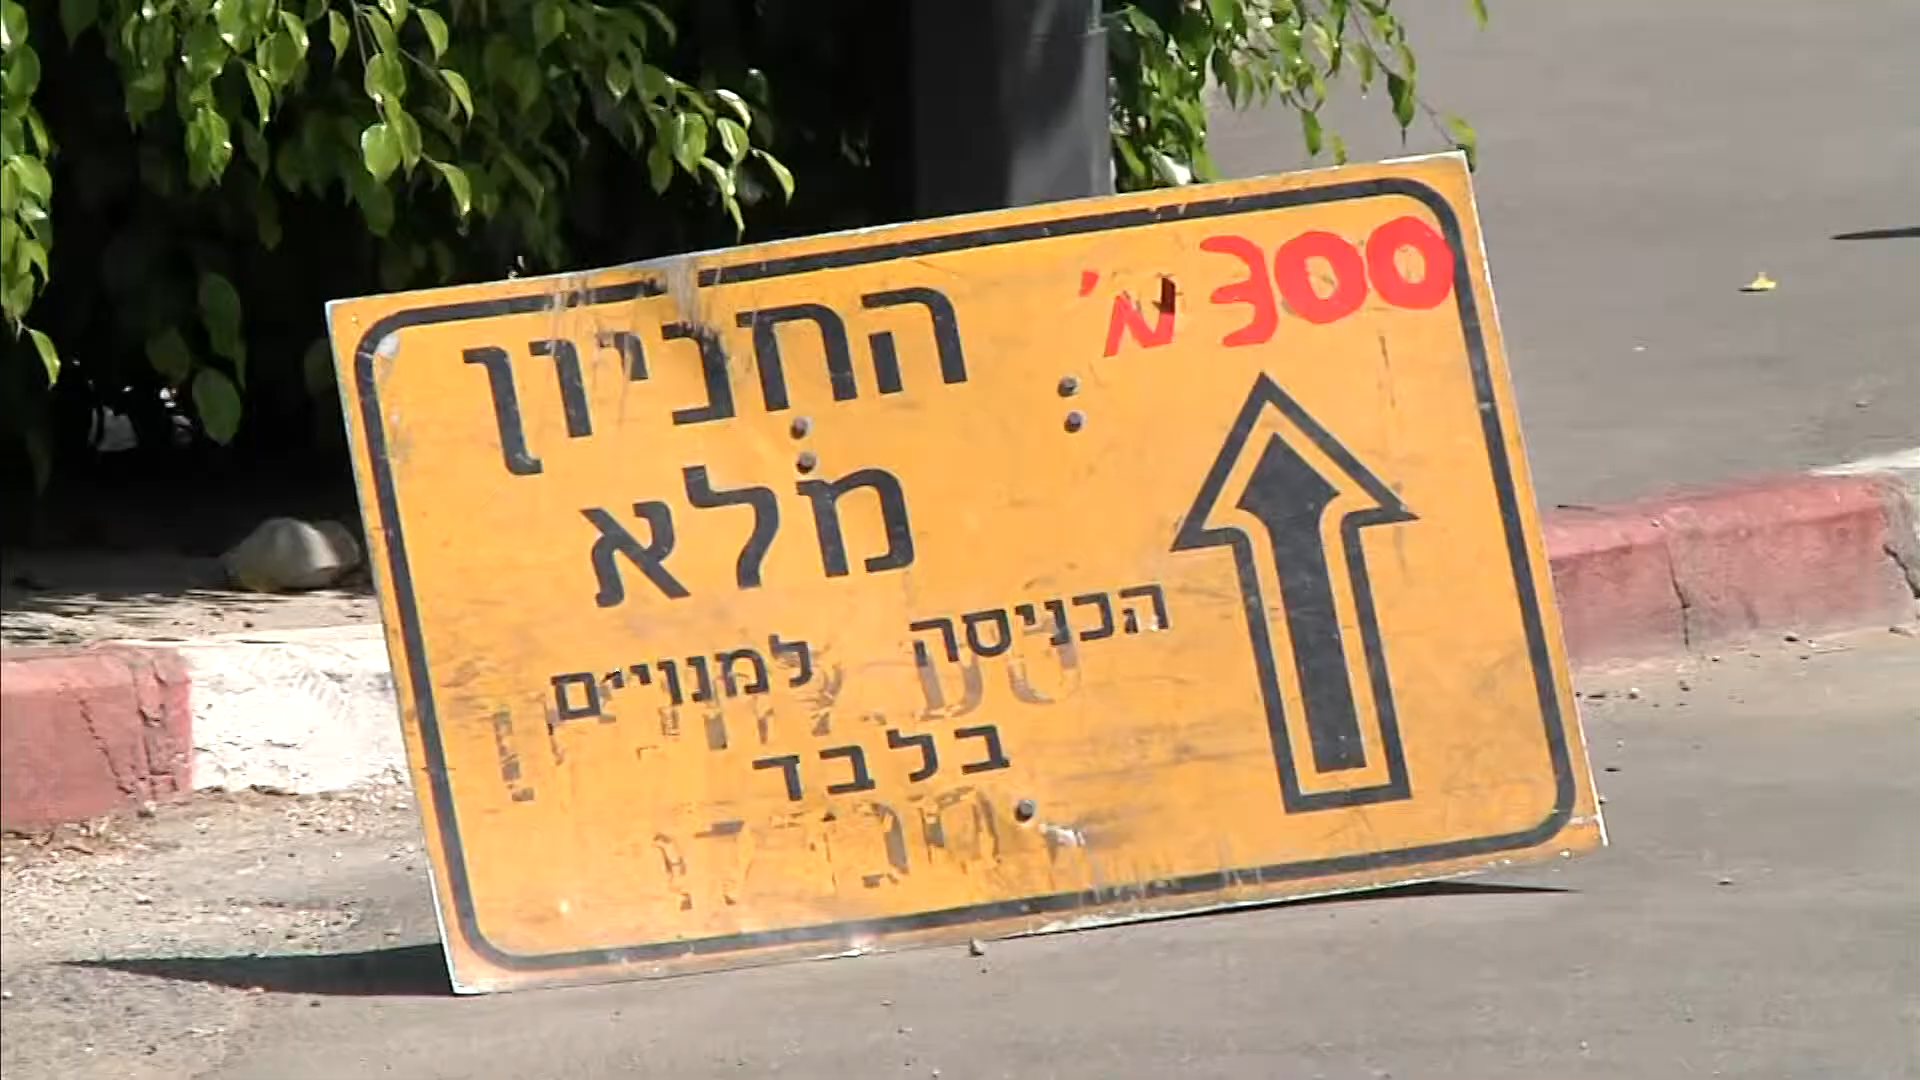 300 מ'
החניון
מלא
הכניסה למנויים
בלבד